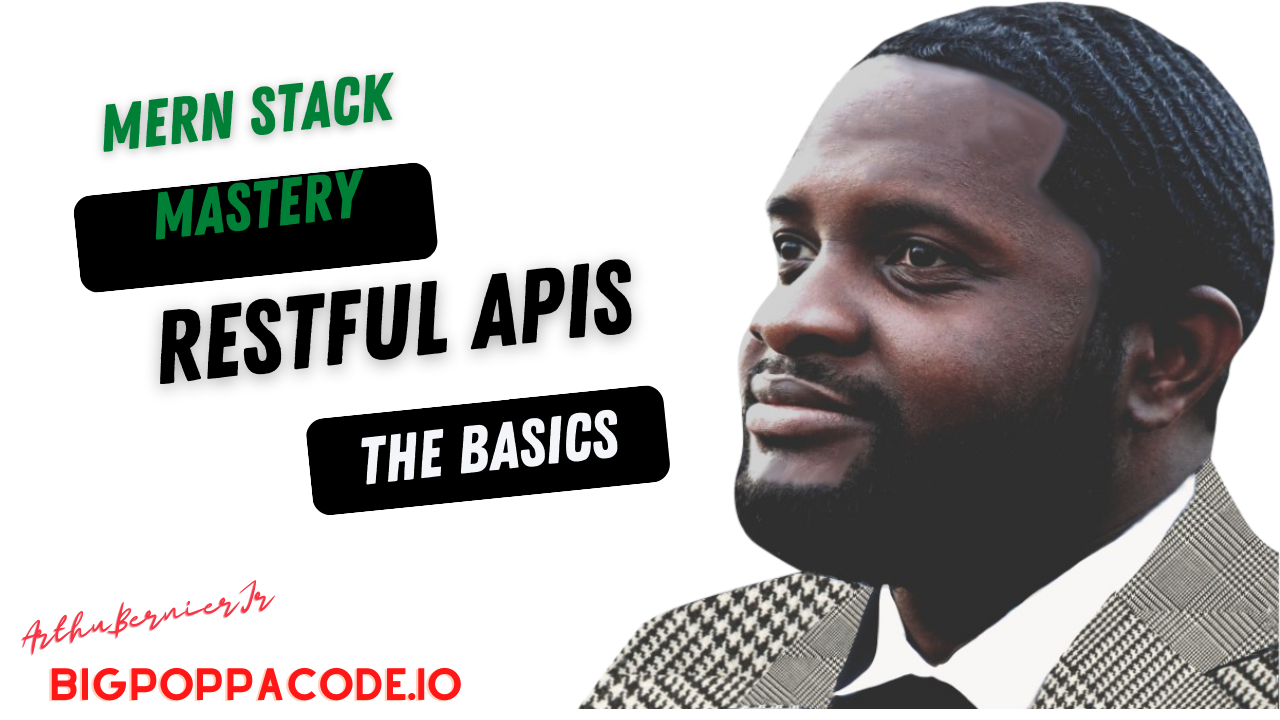 MERN STACK
MASTERY
RESTFUL APIS
THE BASICS
ArthurBernierJr
BIGPOPPACODE.IO